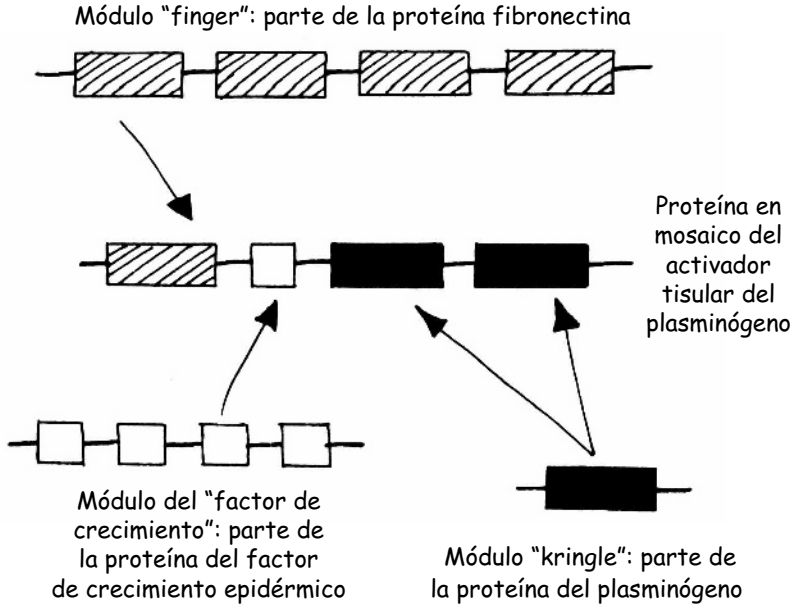 Módulo “finger”: parte de la proteína fibronectina
Proteína en
mosaico del
activador
tisular del
plasminógeno
Módulo del “factor de
crecimiento”: parte de
la proteína del factor
de crecimiento epidérmico
Módulo “kringle”: parte de
la proteína del plasminógeno